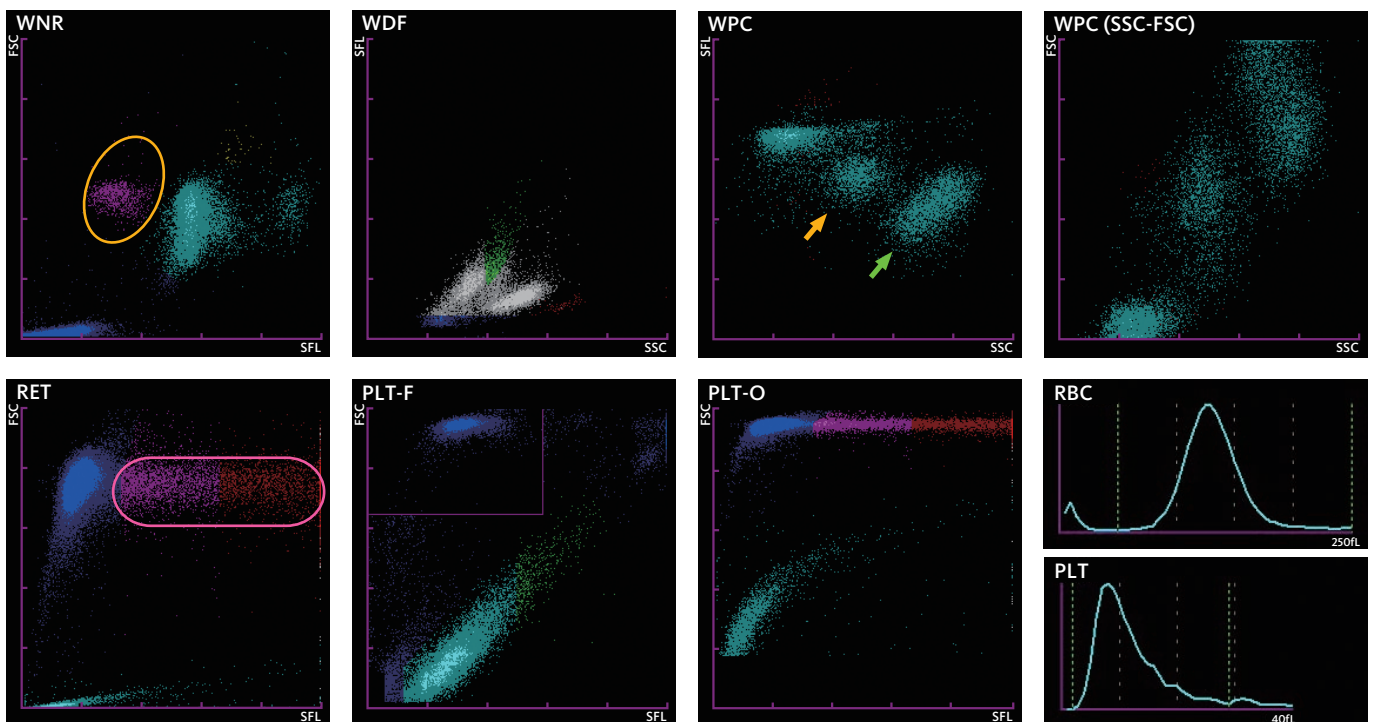 WNR
FSC
SFL
WDF
SFL
SSC
WPC
SFL
SSC
WPC (SSC-FSC)
FSC
SSC
RET
FSC
SFL
PLT-F
FSC
SFL
PLT-O
FSC
SFL
RBC
250fL
PLT
40fL